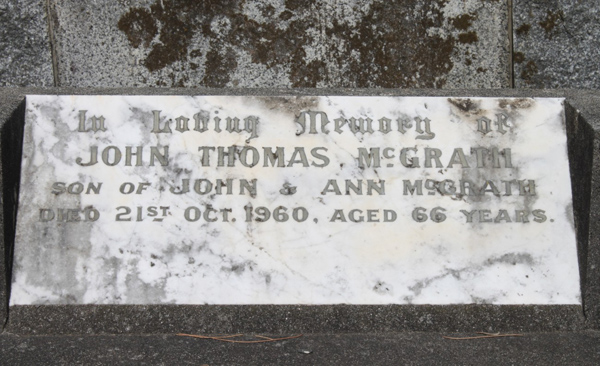 In Loving Memory of
JOHN THOMAS McGRATH
SON OF JOHN & ANN McGRATH
DIED 21ST OCT. 1960, AGED 66 YEARS.